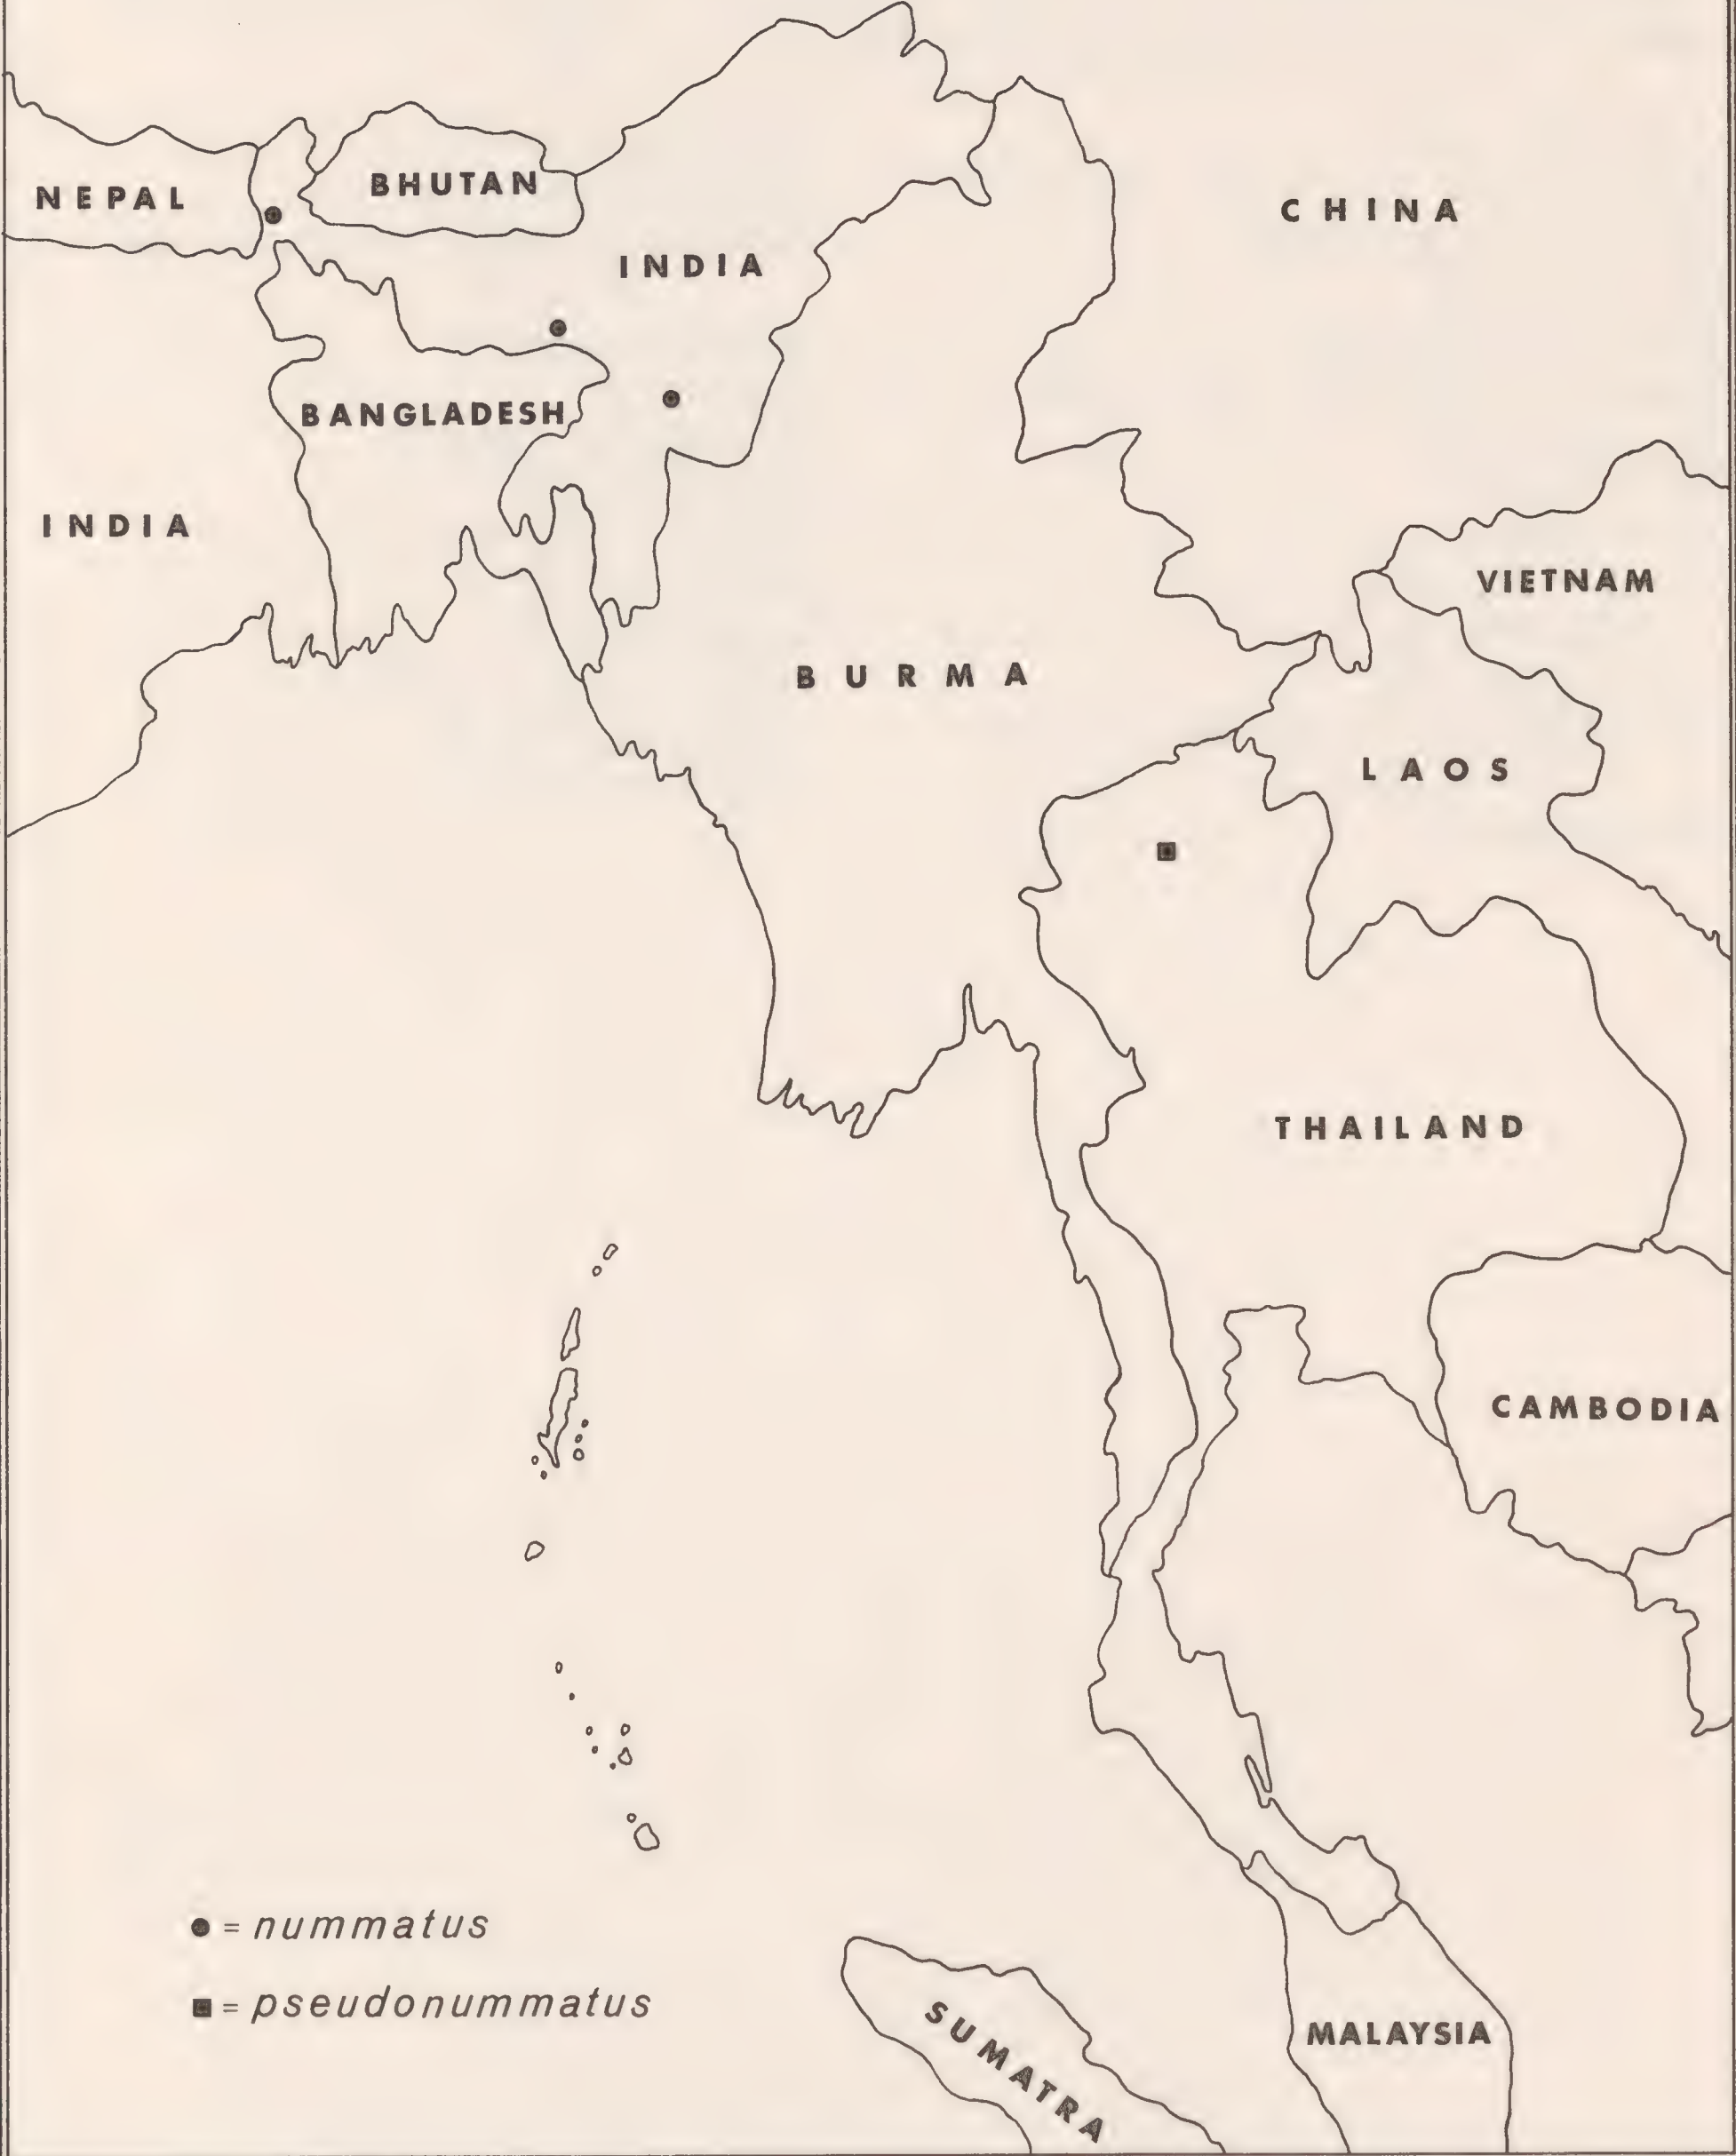 NEPAL
BHUTAN
CHINA
INDIA
BANGLADESH
INDIA
VIETNAM
BURMA
LAOS
THAILAND
CAMBODIA
● = nummatus
■ = pseudonummatus
SUMATRA
MALAYSIA